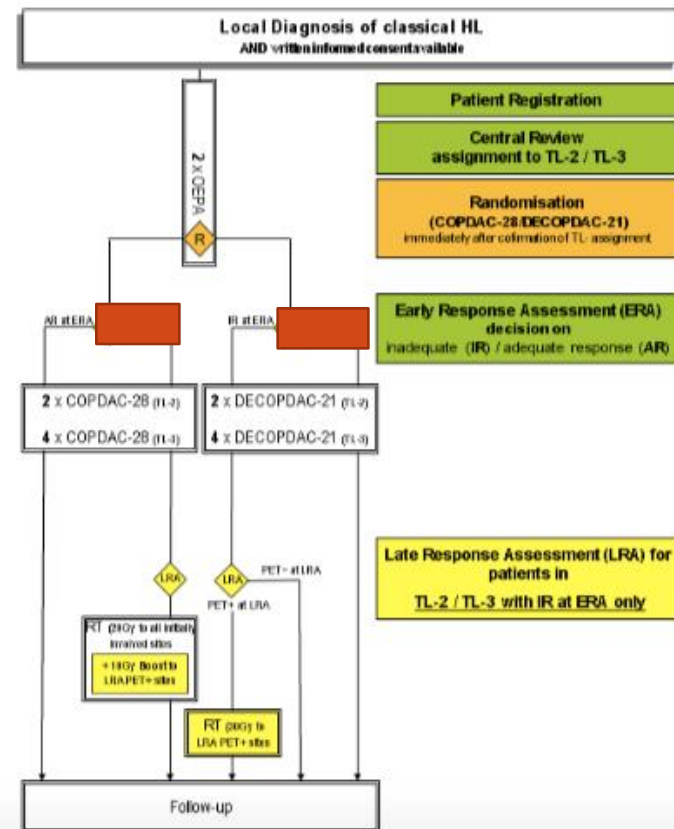 Local Diagnosis of classical HL
AND written informed consent available
2 x OEPA
R
Patient Registration
Central Review
assignment to TL-2 / TL-3
Randomisation
(COPDAC-28/DECOPDAC-21)
immediately after cofirmation of TL- assignment
AR at ERA
IR at ERA
Early Response Assessment (ERA)
decision on
inadequate (IR) / adequate response (AR)
2 x COPDAC-28 (TL-2)
4 x COPDAC-28 (TL-3)
2 x DECOPDAC-21 (TL-2)
4 x DECOPDAC-21 (TL-3)
LRA
LRA
PET- at LRA
PET+ at LRA
Late Response Assessment (LRA) for
patients in
TL-2 / TL-3 with IR at ERA only
RT to all initially
involved sites
Boost to
LRA PET+ sites
RT to
LRA PET+ sites
Follow-up